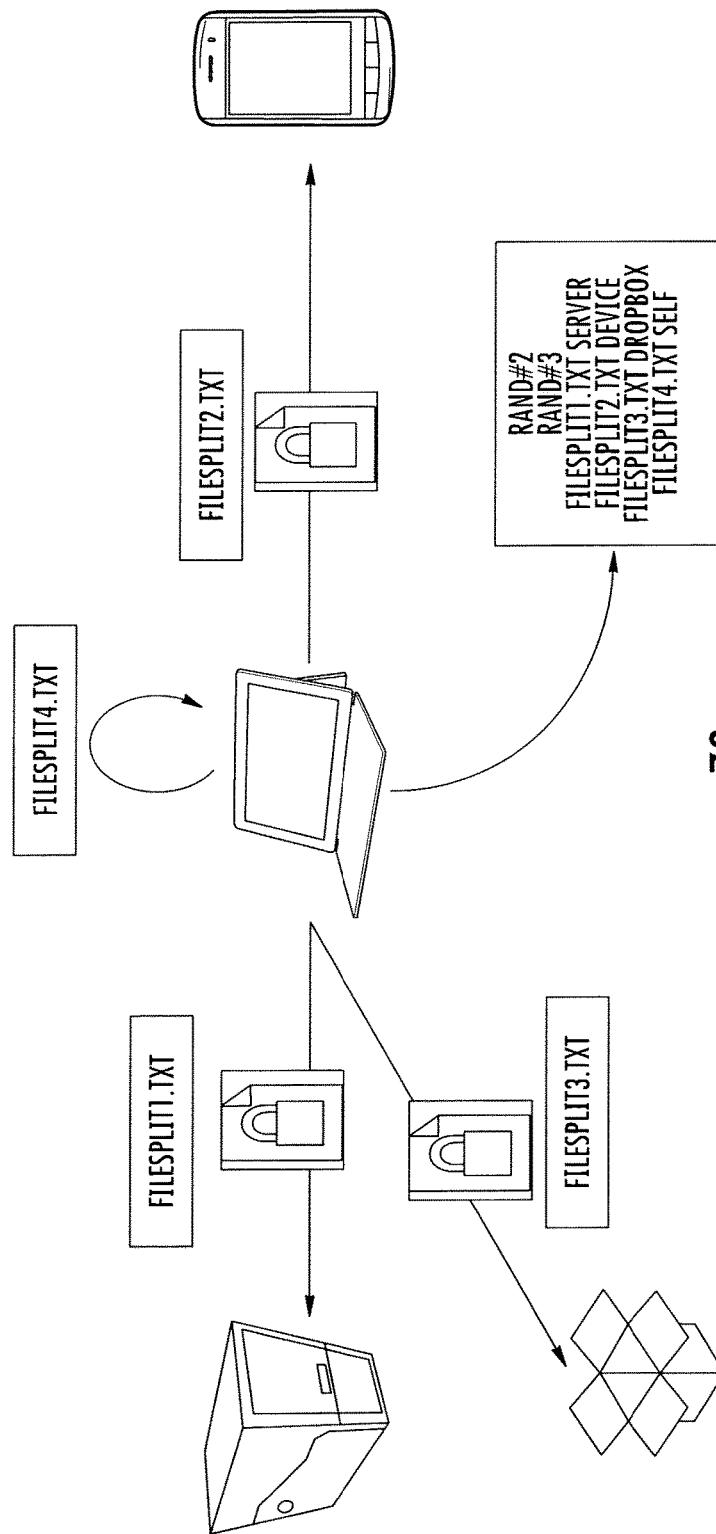 FILESPLIT4.TXT
FILESPLIT1.TXT
FILESPLIT2.TXT
FILESPLIT3.TXT
RAND#2
RAND#3
FILESPLIT1.TXT SERVER
FILESPLIT2.TXT DEVICE
FILESPLIT3.TXT DROPBOX
FILESPLIT4.TXT SELF